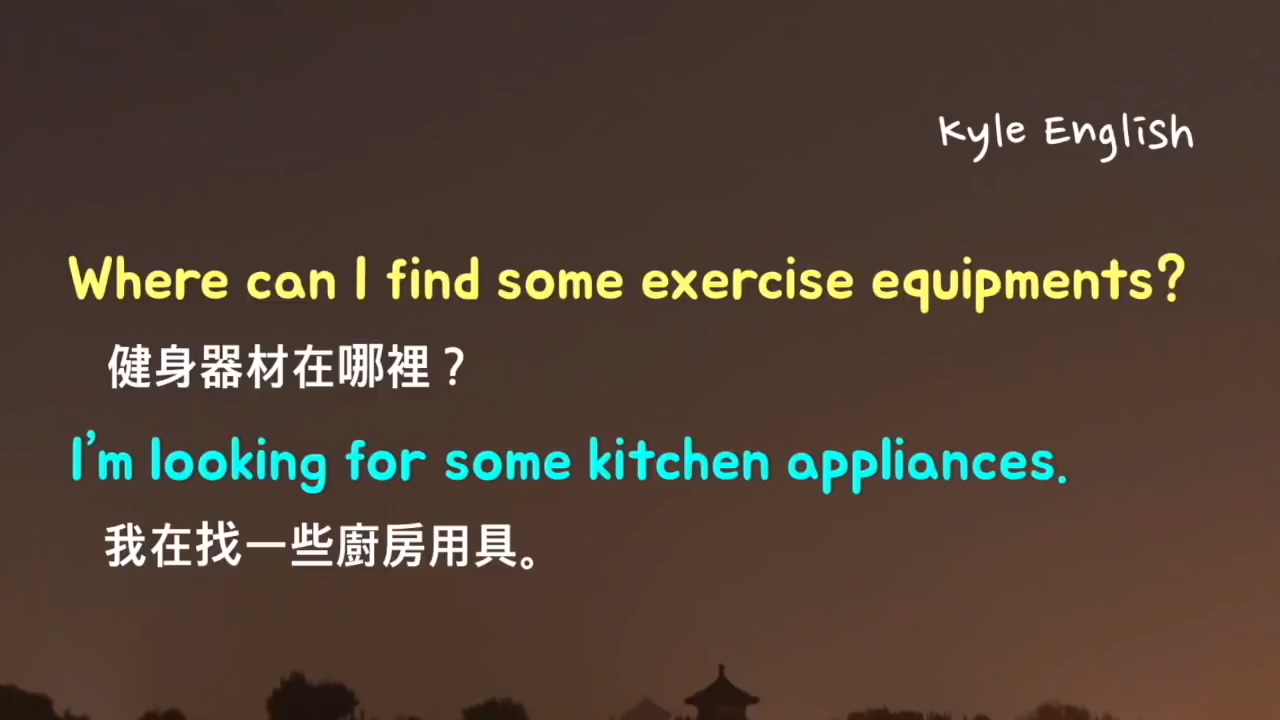 Kyle English
Where can I find some exercise equipments?
健身器材在哪裡？
I'm looking for some kitchen appliances.
我在找一些廚房用具。